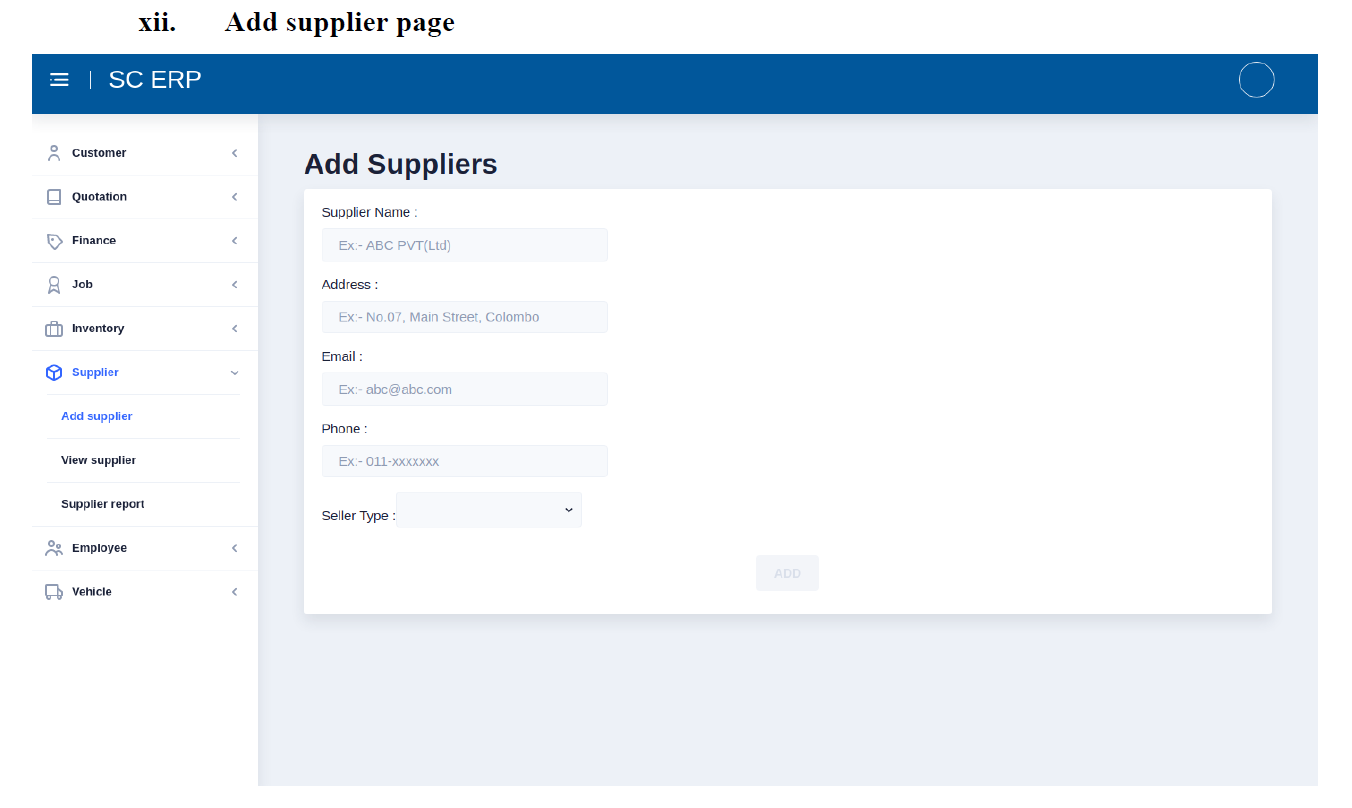 xii. Add supplier page
SC ERP
Customer
Quotation
Finance
Job
Inventory
Supplier
Add supplier
View supplier
Supplier report
Employee
Vehicle
Add Suppliers
Supplier Name :
Ex:- ABC PVT(Ltd)
Address :
Ex:- No.07, Main Street, Colombo
Email :
Ex:- abc@abc.com
Phone :
Ex:- 011-xxxxxxx
Seller Type :
ADD